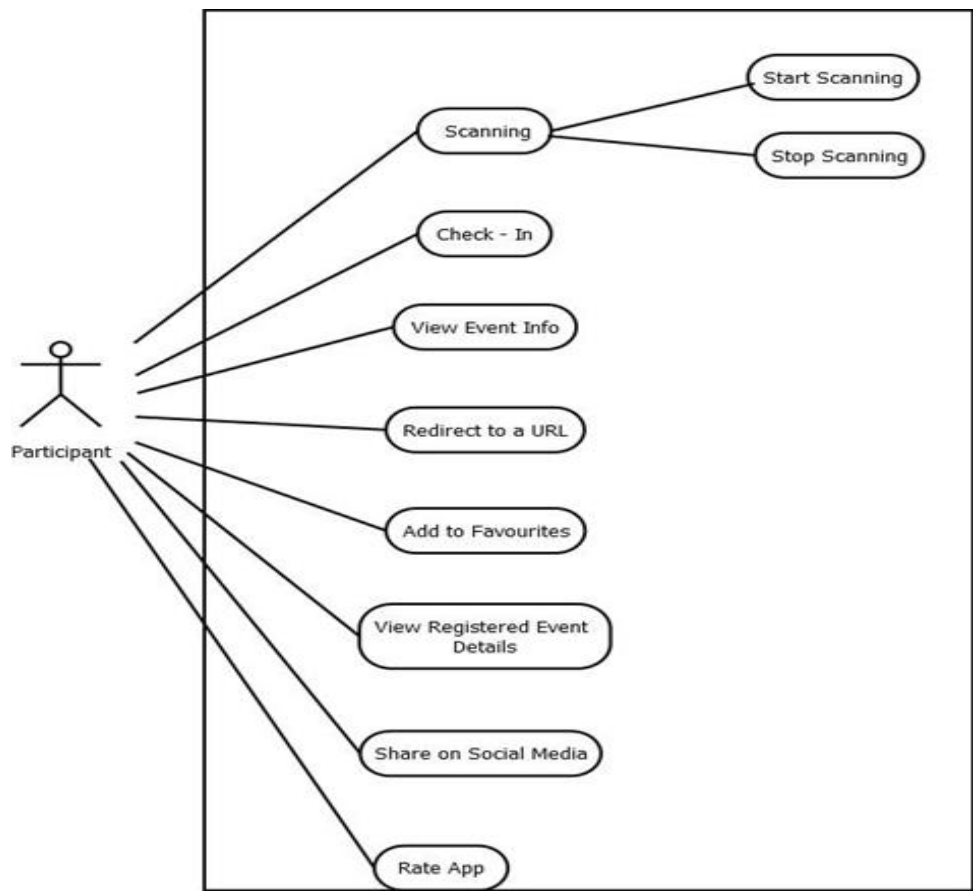 Start Scanning
Scanning
Stop Scanning
Check - In
View Event Info
Redirect to a URL
Participant
Add to Favourites
View Registered Event
Details
Share on Social Media
Rate App